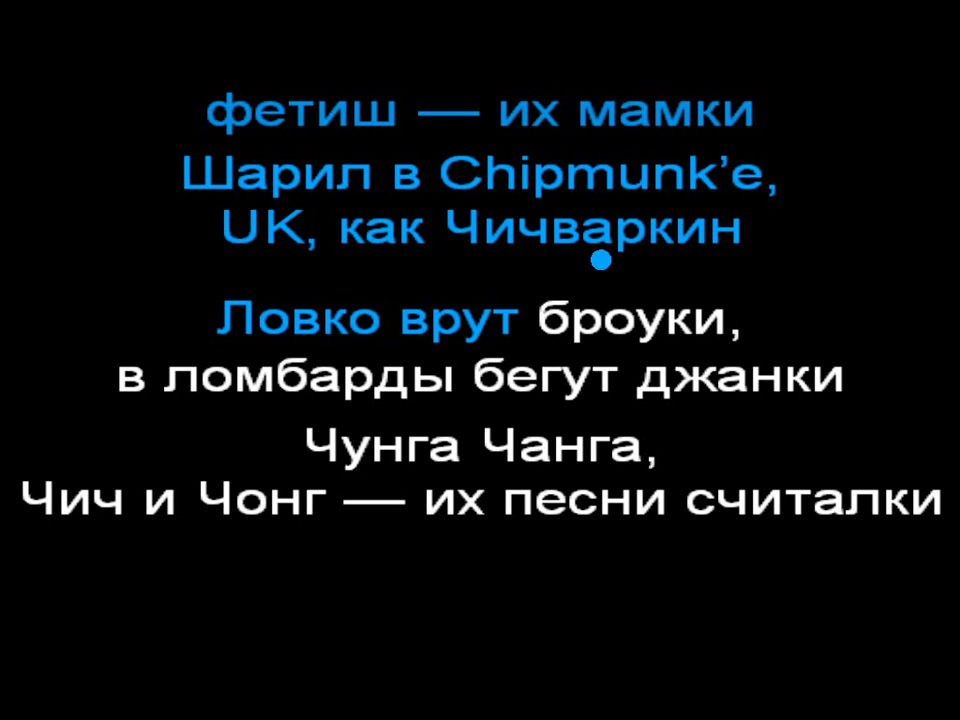 фетиш — их мамки
Шарил в Chipmunk’е,
UK, как Чичваркин
Ловко врут броуки,
в ломбарды бегут джанки
Чунга Чанга,
Чич и Чонг — их песни считалки